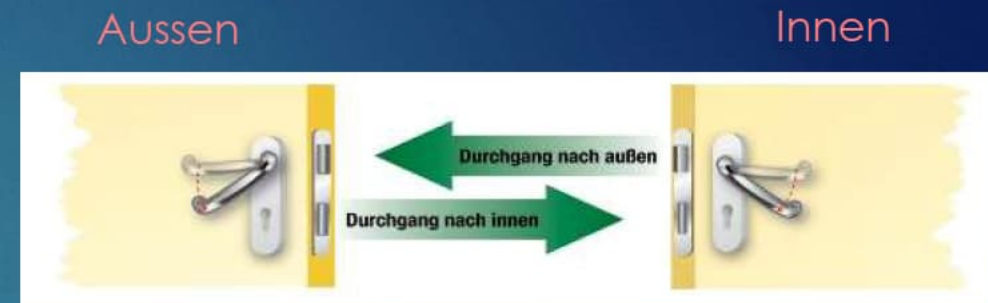 Aussen
Innen
Durchgang nach außen
Durchgang nach innen